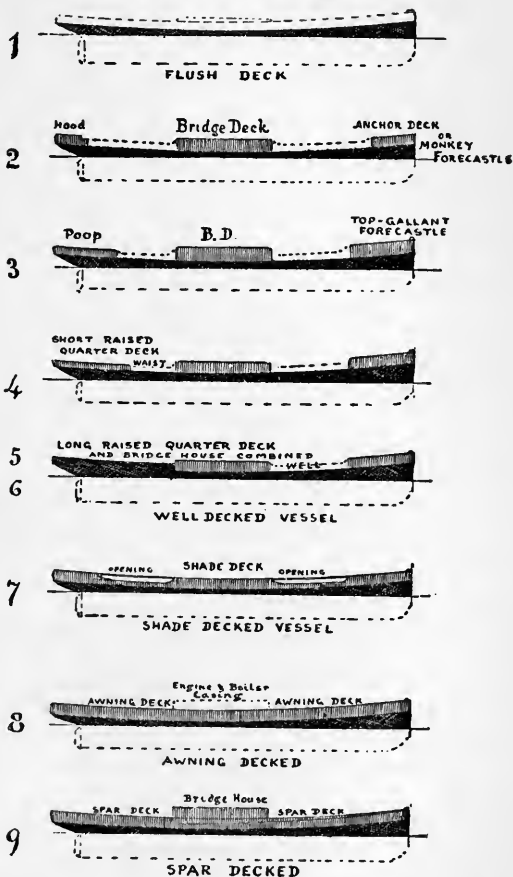 1
FLUSH DECK
Hood
Bridge Deck
ANCHOR DECK
OR
MONKEY
FORECASTLE
2
TOP-GALLANT
FORECASTLE
Poop
B.D.
3
SHORT RAISED
QUARTER DECK
WAIST
4
5
LONG RAISED QUARTER DECK
AND BRIDGE HOUSE COMBINED
WELL
6
WELL DECKED VESSEL
OPENING
SHADE DECK
OPENING
7
SHADE DECKED VESSEL
Engine & Boiler
Casing
AWNING DECK
AWNING DECK
8
AWNING DECKED
Bridge House
SPAR DECK
SPAR DECK
9
SPAR DECKED